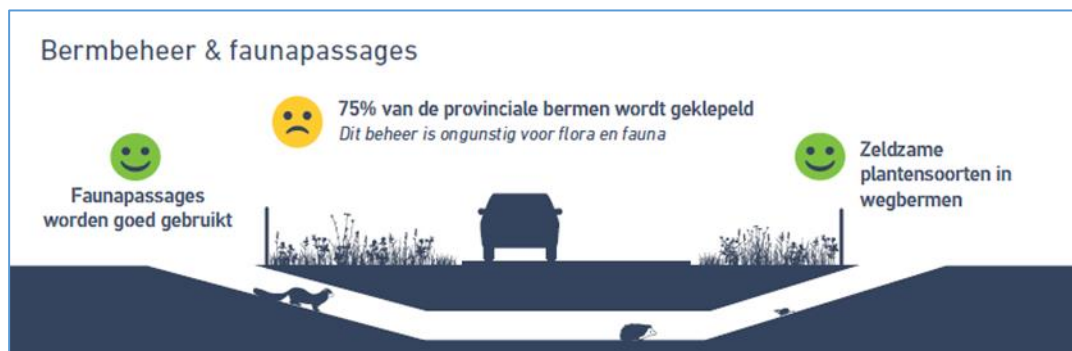 Bermbeheer & faunapassages
75% van de provinciale bermen wordt geklepeld
Dit beheer is ongunstig voor flora en fauna
Faunapassages
worden goed gebruikt
Zeldzame
plantensoorten in
wegbermen